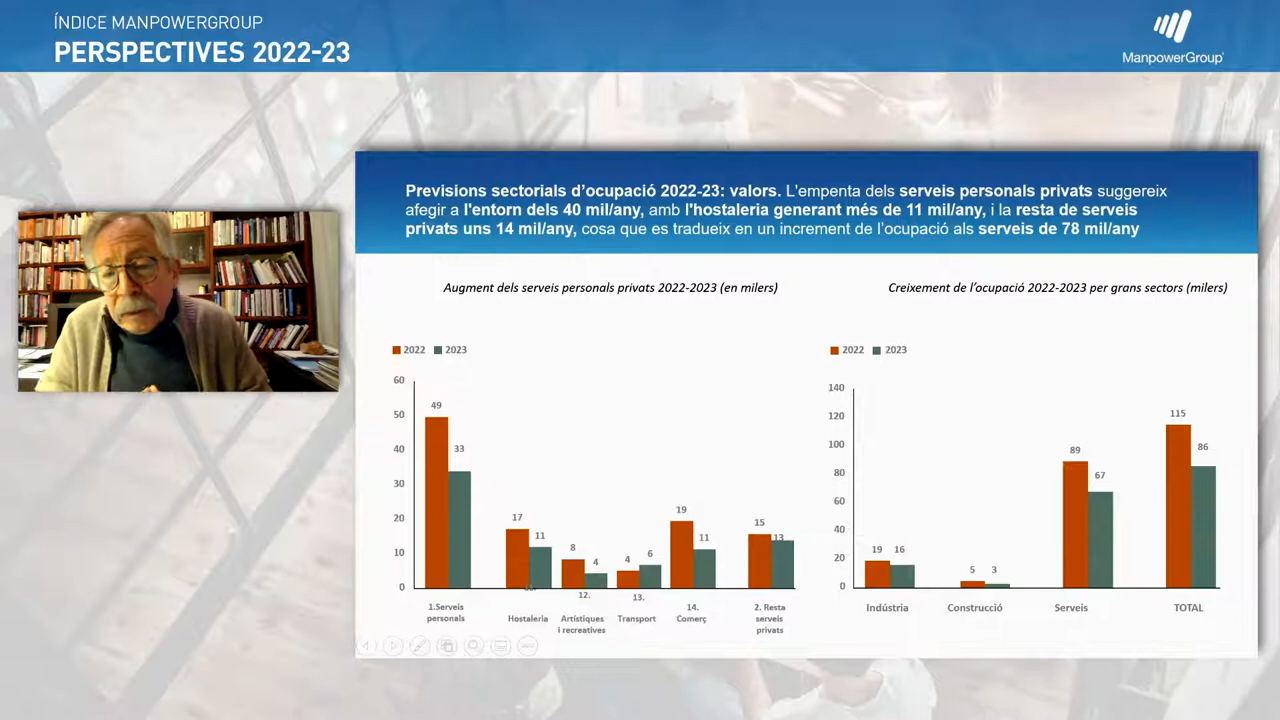 ÍNDICE MANPOWERGROUP
PERSPECTIVES 2022-23
ManpowerGroup
Previsions sectorials d'ocupació 2022-23: valors. L'empenta dels serveis personals privats suggereix
afegir a l'entorn dels 40 mil/any, amb l'hostaleria generant més de 11 mil/any, i la resta de serveis
privats uns 14 mil/any, cosa que es tradueix en un increment de l'ocupació als serveis de 78 mil/any
Augment dels serveis personals privats 2022-2023 (en milers)
2022 2023
60
50
40
30
20
10
0
49
33
17
11
8
4
4
6
19
11
15
13
1.Serveis
personals
Hostaleria
12.
Artístiques
i recreatives
13.
Transport
14.
Comerç
2. Resta
serveis
privats
Creixement de l'ocupació 2022-2023 per grans sectors (milers)
2022 2023
140
120
100
80
60
40
20
0
19
16
5
3
89
67
115
86
Indústria
Construcció
Serveis
TOTAL